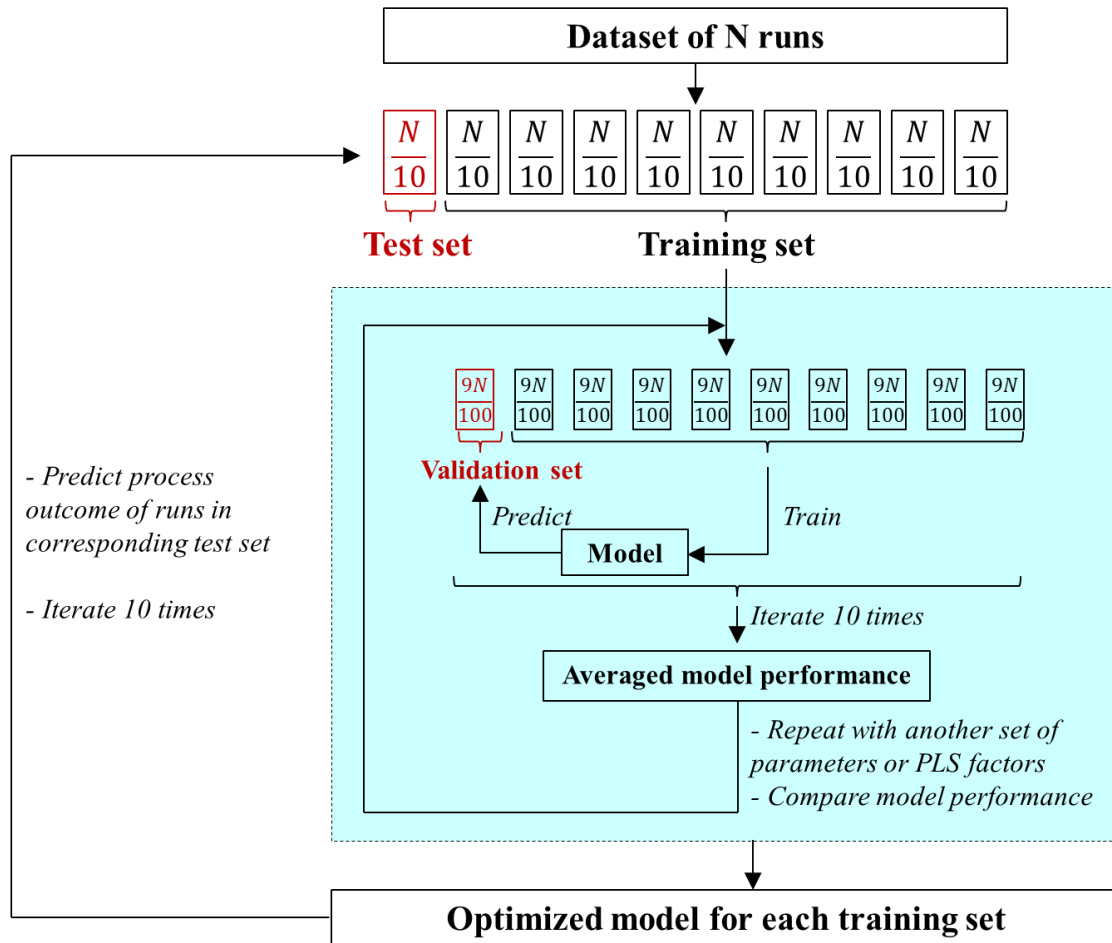 Dataset of N runs
N N N N N N N N N N
10 10 10 10 10 10 10 10 10 10
Test set
Training set
9N 9N 9N 9N 9N 9N 9N 9N 9N 9N
100 100 100 100 100 100 100 100 100 100
Validation set
Predict
Train
Model
Iterate 10 times
Averaged model performance
- Repeat with another set of
parameters or PLS factors
- Compare model performance
- Predict process
outcome of runs in
corresponding test set
- Iterate 10 times
Optimized model for each training set